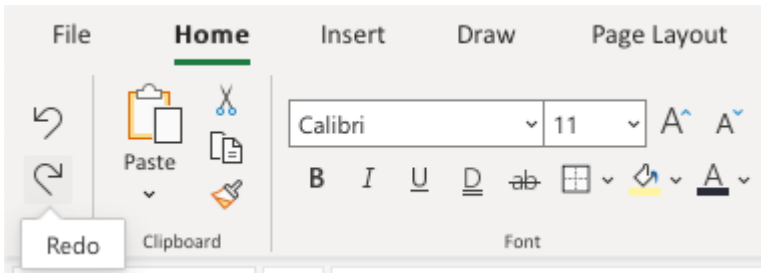 File Home Insert Draw Page Layout
Calibri 11 A A
Paste
B I U D ab A
Redo Clipboard Font